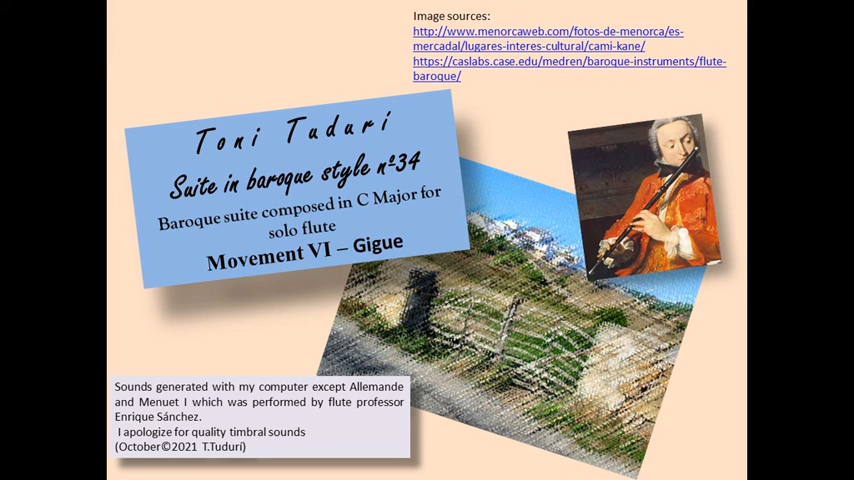 Image sources:
http://www.menorcaweb.com/fotos-de-menorca/es-
mercadal/lugares-interes-cultural/cami-kane/
https://caslabs.case.edu/medren/baroque-instruments/flute-
baroque/
Toni Tudurí
Suite in baroque style nº34
Baroque suite composed in C Major for
solo flute
Movement VI – Gigue
Sounds generated with my computer except Allemande
and Menuet I which was performed by flute professor
Enrique Sánchez.
I apologize for quality timbral sounds
(October©2021 T.Tudurí)